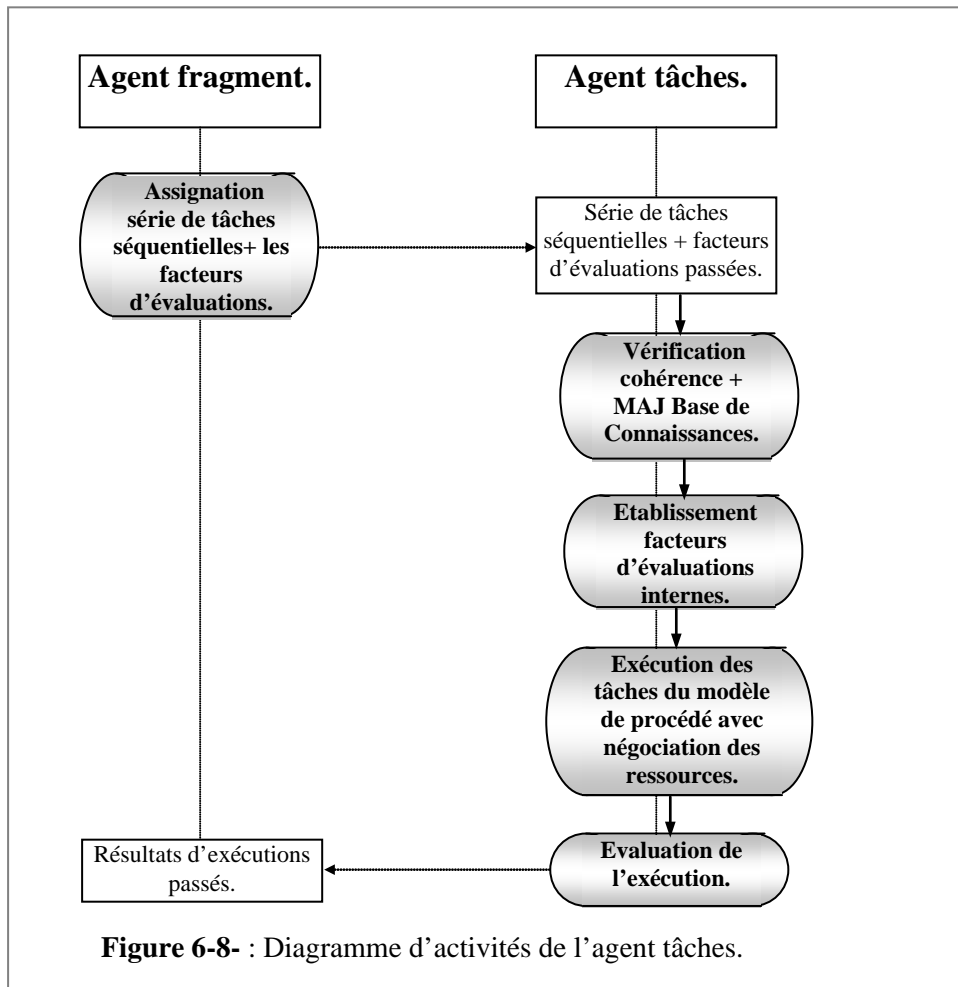 Agent fragment.
Agent tâches.
Assignation
série de tâches
séquentielles+ les
facteurs
d’évaluations.
Série de tâches
séquentielles + facteurs
d’évaluations passées.
Vérification
cohérence +
MAJ Base de
Connaissances.
Etablissement
facteurs
d’évaluations
internes.
Exécution des
tâches du modèle
de procédé avec
négociation des
ressources.
Evaluation de
l’exécution.
Résultats d’exécutions
passés.
Figure 6-8- : Diagramme d’activités de l’agent tâches.